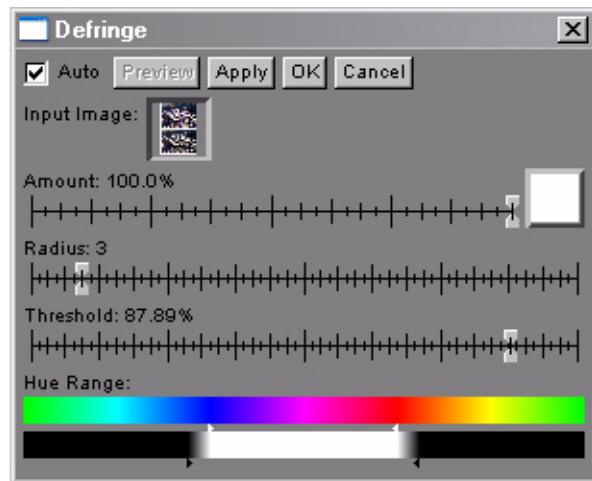 Defringe
Auto Preview Apply OK Cancel
Input Image:
Amount: 100.0%
Radius: 3
Threshold: 87.89%
Hue Range: